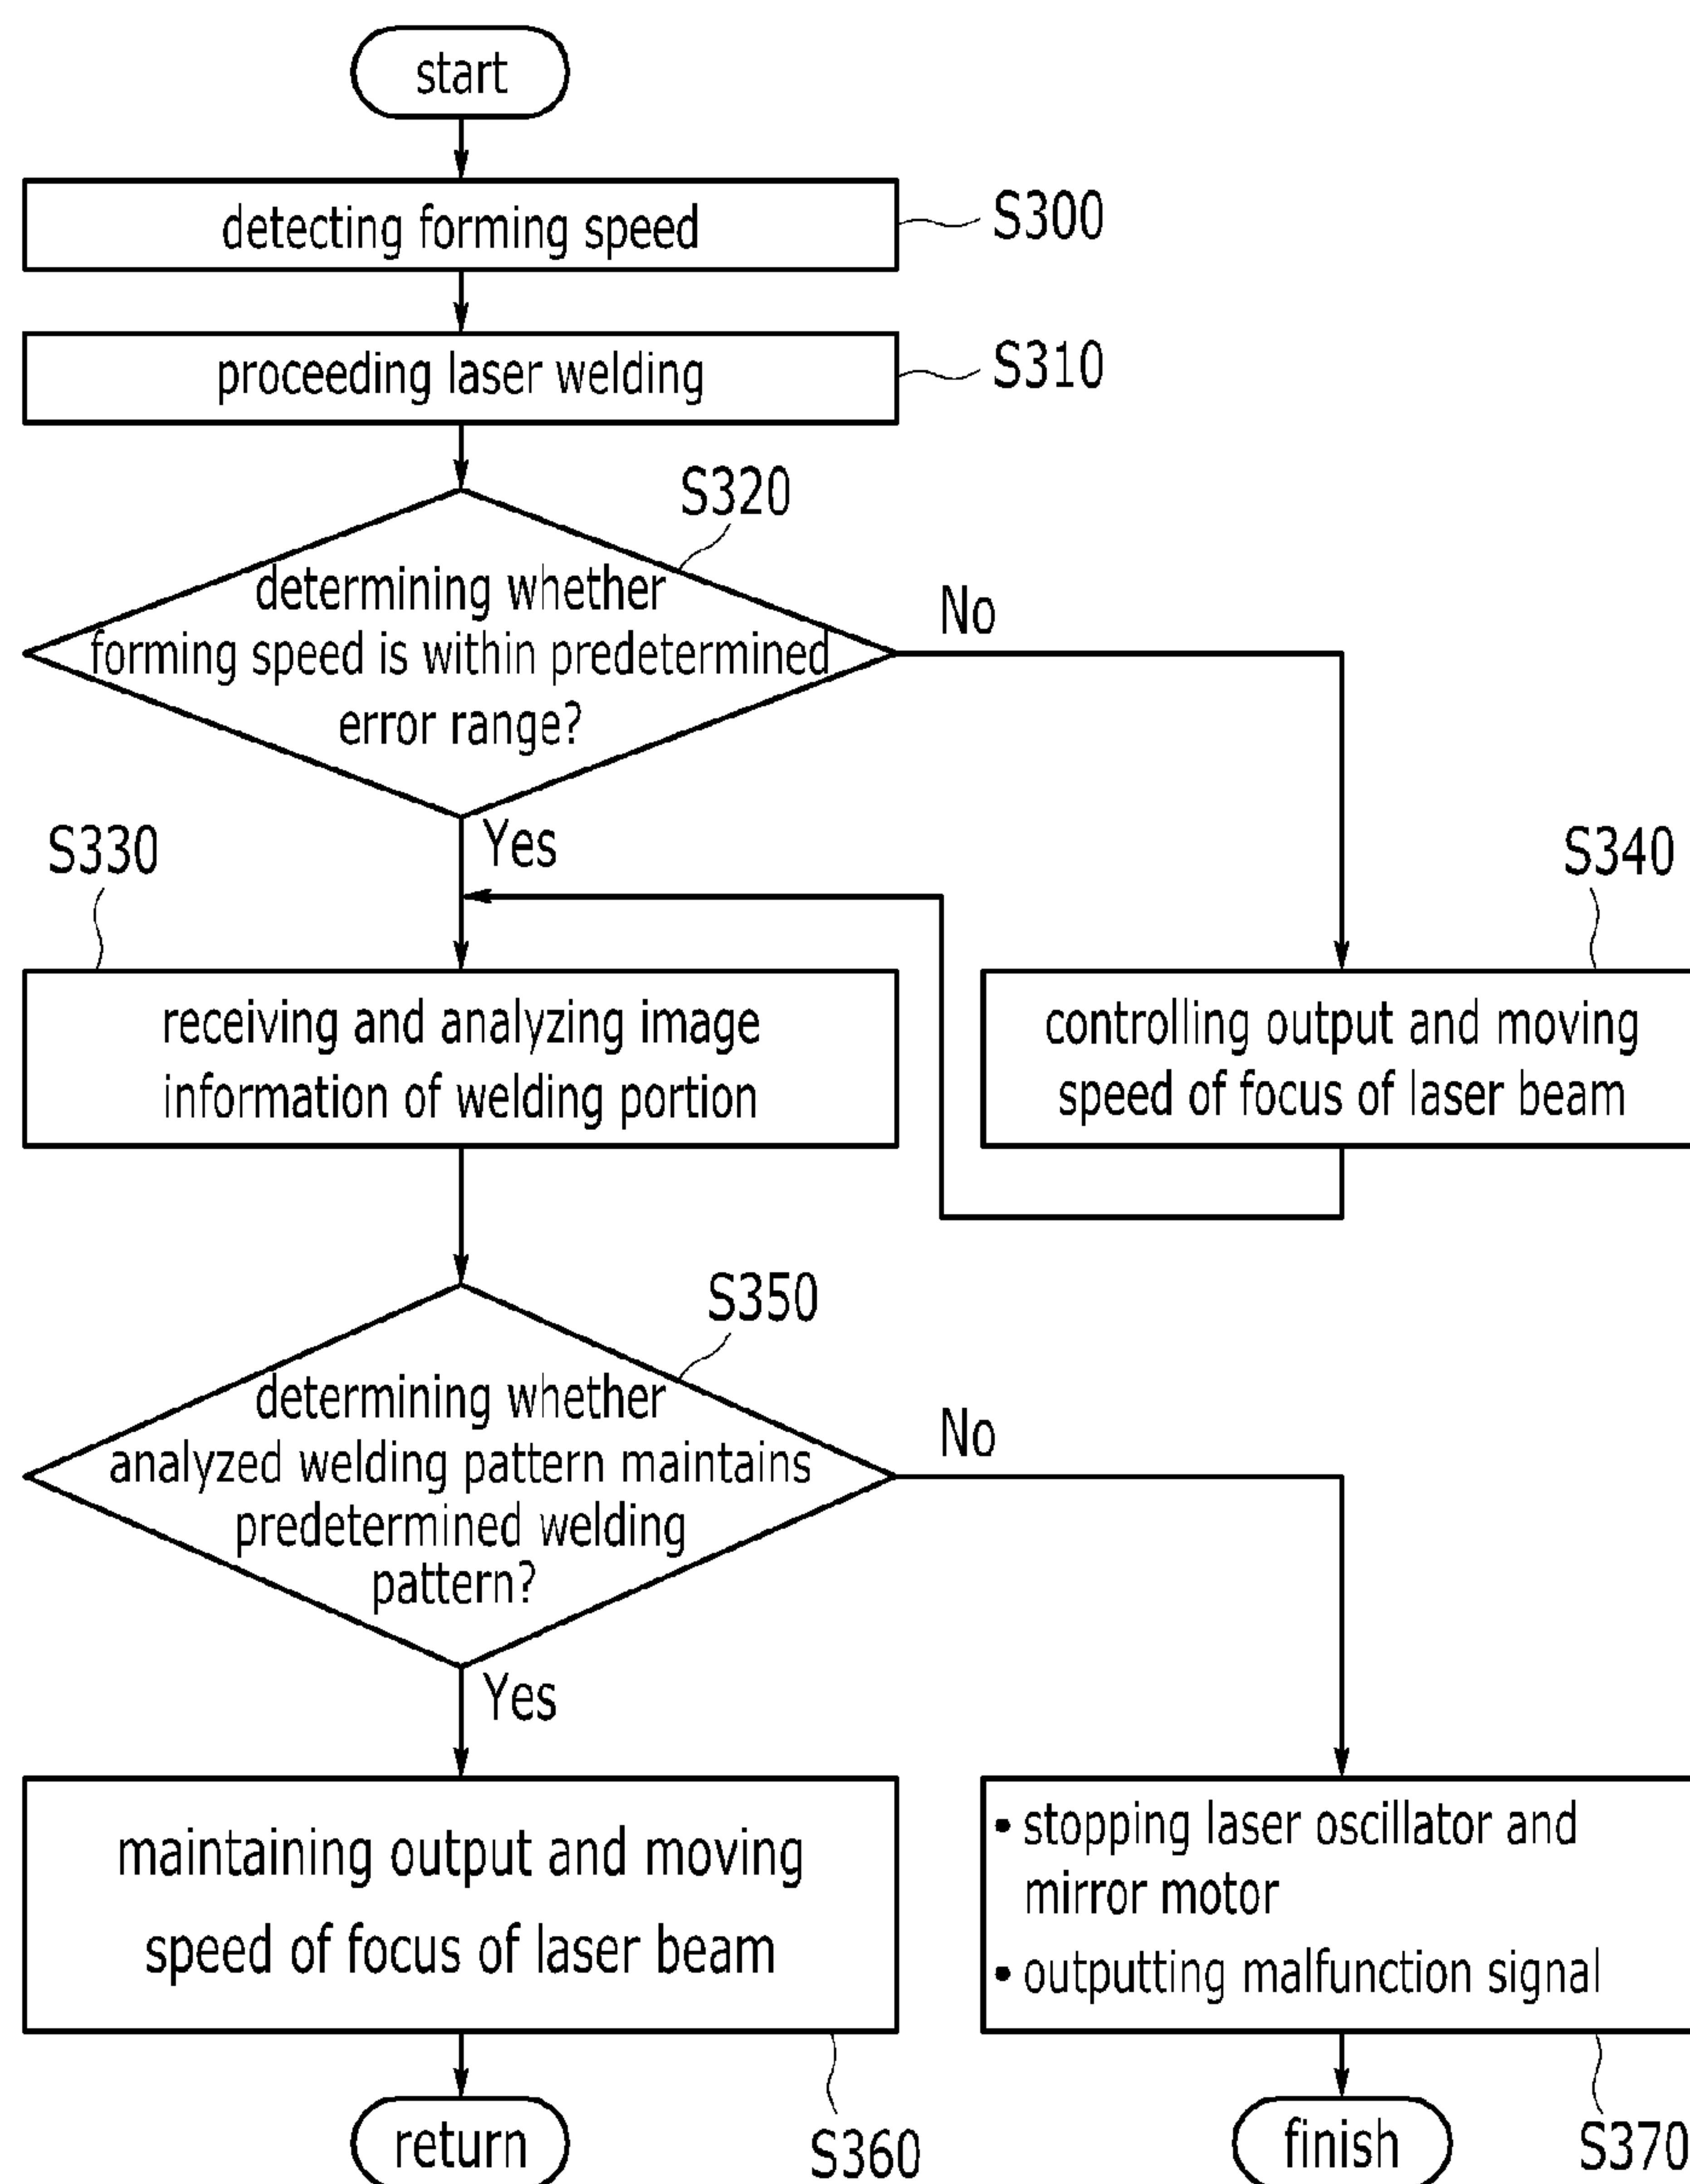 start
detecting forming speed
S300
proceeding laser welding
S310
S320
determining whether
forming speed is within predetermined
error range?
No
Yes
S330
S340
receiving and analyzing image
information of welding portion
controlling output and moving
speed of focus of laser beam
S350
determining whether
analyzed welding pattern maintains
predetermined welding
pattern?
No
Yes
maintaining output and moving
speed of focus of laser beam
• stopping laser oscillator and
mirror motor
• outputting malfunction signal
return
S360
finish
S370